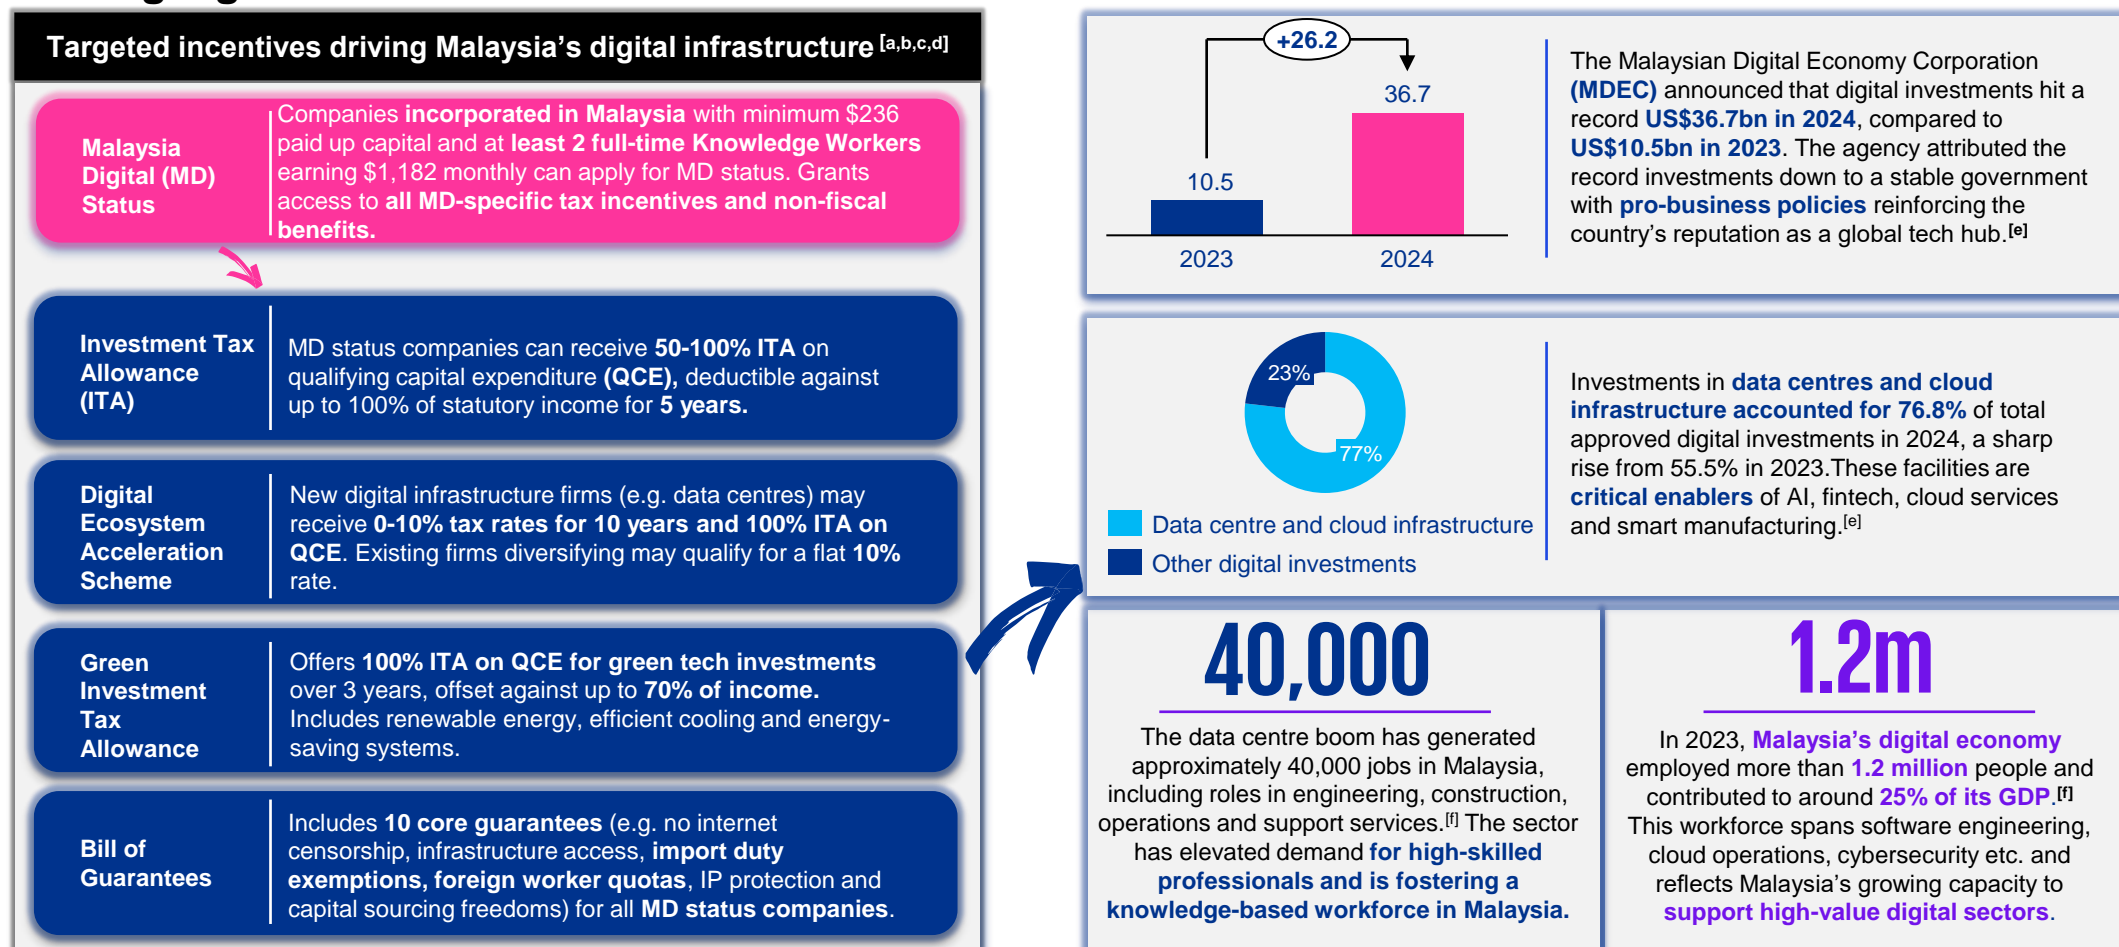 Targeted incentives driving Malaysia's digital infrastructure [a,b,c,d]
Malaysia
Digital (MD)
Status
Companies incorporated in Malaysia with minimum $236
paid up capital and at least 2 full-time Knowledge Workers
earning $1,182 monthly can apply for MD status. Grants
access to all MD-specific tax incentives and non-fiscal
benefits.
Investment Tax
Allowance
(ITA)
MD status companies can receive 50-100% ITA on
qualifying capital expenditure (QCE), deductible against
up to 100% of statutory income for 5 years.
Digital
Ecosystem
Acceleration
Scheme
New digital infrastructure firms (e.g. data centres) may
receive 0-10% tax rates for 10 years and 100% ITA on
QCE. Existing firms diversifying may qualify for a flat 10%
rate.
Green
Investment
Tax
Allowance
Offers 100% ITA on QCE for green tech investments
over 3 years, offset against up to 70% of income.
Includes renewable energy, efficient cooling and energy-
saving systems.
Bill of
Guarantees
Includes 10 core guarantees (e.g. no internet
censorship, infrastructure access, import duty
exemptions, foreign worker quotas, IP protection and
capital sourcing freedoms) for all MD status companies.
+26.2
36.7
10.5
2023
2024
The Malaysian Digital Economy Corporation
(MDEC) announced that digital investments hit a
record US$36.7bn in 2024, compared to
US$10.5bn in 2023. The agency attributed the
record investments down to a stable government
with pro-business policies reinforcing the
country's reputation as a global tech hub.[e]
23%
77%
Data centre and cloud infrastructure
Other digital investments
Investments in data centres and cloud
infrastructure accounted for 76.8% of total
approved digital investments in 2024, a sharp
rise from 55.5% in 2023.These facilities are
critical enablers of AI, fintech, cloud services
and smart manufacturing.[e]
40,000
The data centre boom has generated
approximately 40,000 jobs in Malaysia,
including roles in engineering, construction,
operations and support services.[f] The sector
has elevated demand for high-skilled
professionals and is fostering a
knowledge-based workforce in Malaysia.
1.2m
In 2023, Malaysia's digital economy
employed more than 1.2 million people and
contributed to around 25% of its GDP.[f]
This workforce spans software engineering,
cloud operations, cybersecurity etc. and
reflects Malaysia's growing capacity to
support high-value digital sectors.